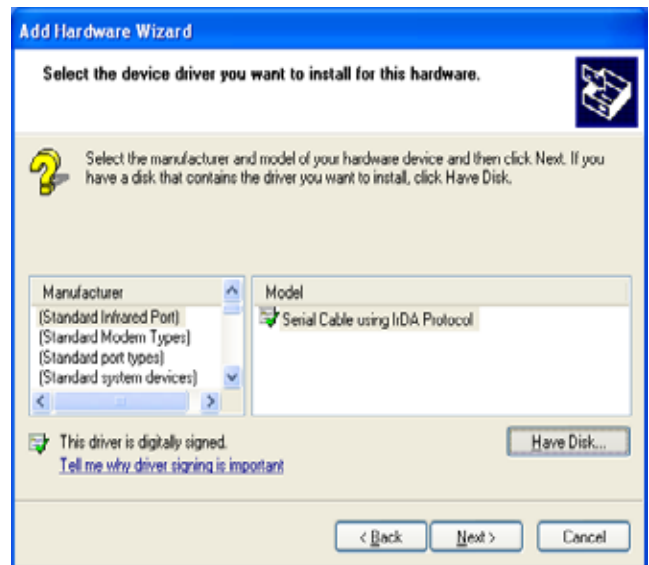 Add Hardware Wizard
Select the device driver you want to install for this hardware.
Select the manufacturer and model of your hardware device and then click Next. If you
have a disk that contains the driver you want to install, click Have Disk.
Manufacturer
(Standard Infrared Port)
(Standard Modem Types)
(Standard port types)
(Standard system devices)
Model
Serial Cable using IrDA Protocol
This driver is digitally signed.
Tell me why driver signing is important
Have Disk...
< Back
Next >
Cancel